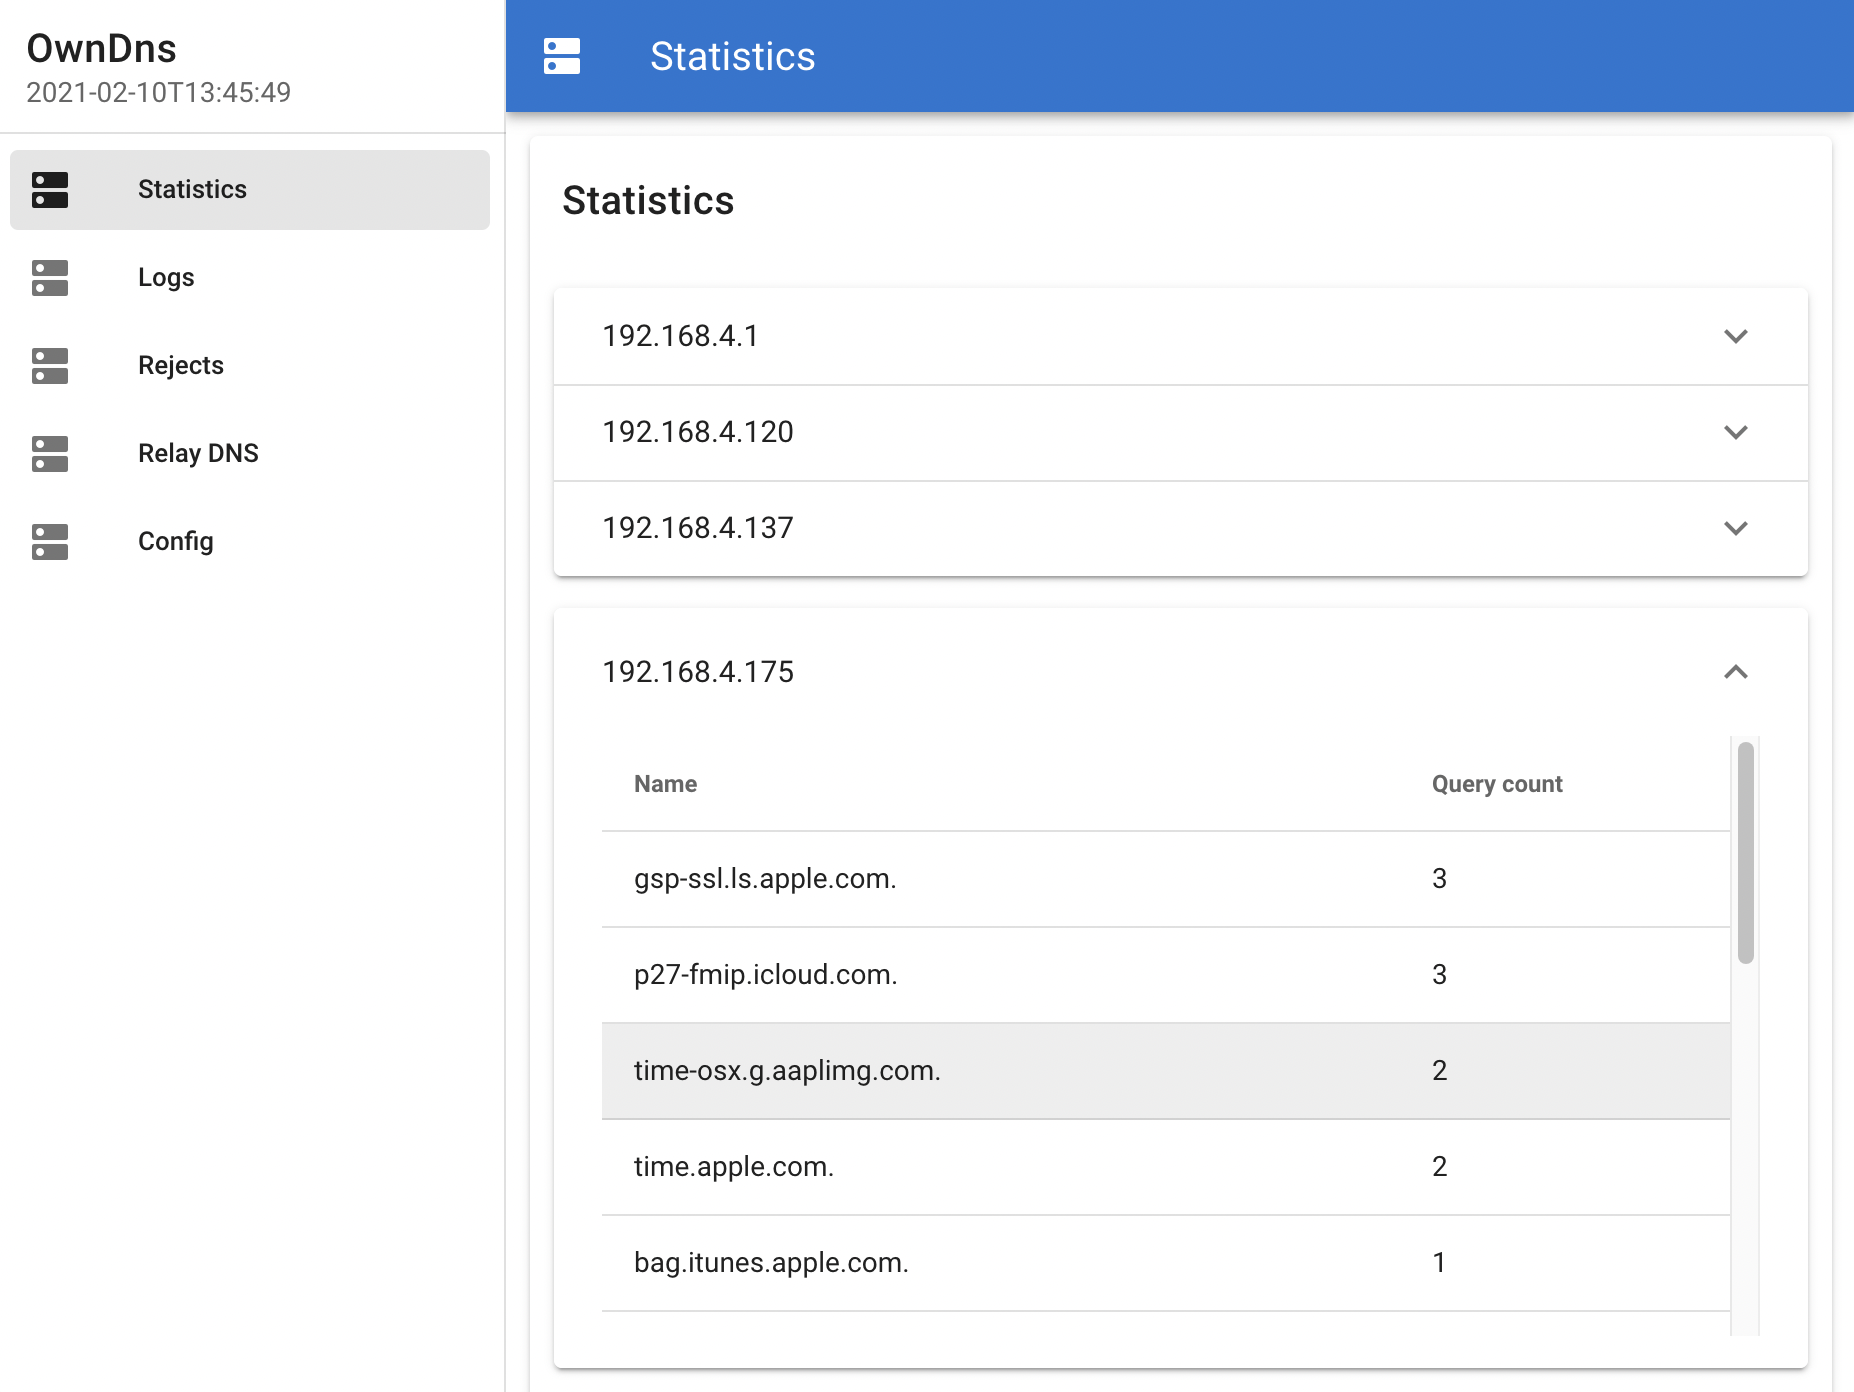 OwnDns
2021-02-10T13:45:49
Statistics
Logs
Rejects
Relay DNS
Config
Statistics
Statistics
192.168.4.1
192.168.4.120
192.168.4.137
192.168.4.175
Name Query count
gsp-ssl.ls.apple.com. 3
p27-fmip.icloud.com. 3
time-osx.g.aaplimg.com. 2
time.apple.com. 2
bag.itunes.apple.com. 1